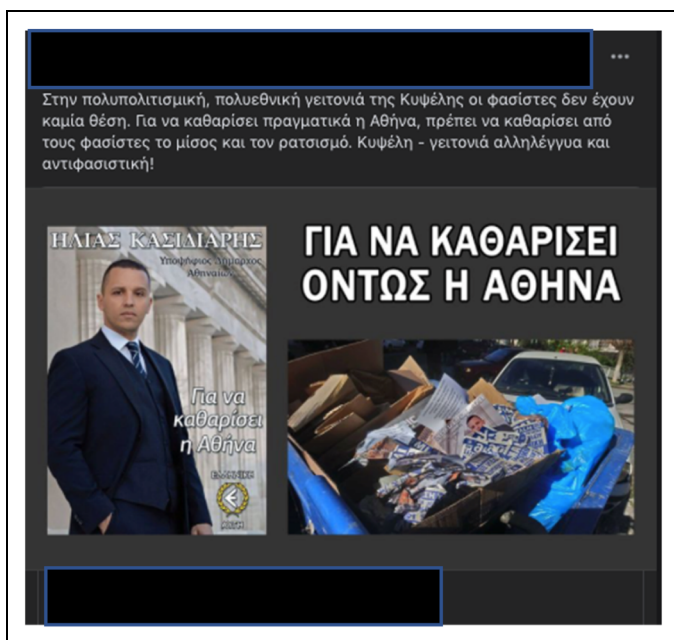 Στην πολυπολιτισμική, πολυεθνική γειτονιά της Κυψέλης οι φασίστες δεν έχουν
καμία θέση. Για να καθαρίσει πραγματικά η Αθήνα, πρέπει να καθαρίσει από
τους φασίστες το μίσος και τον ρατσισμό. Κυψέλη - γειτονιά αλληλέγγυα και
αντιφασιστική!
ΗΛΙΑΣ ΚΑΣΙΔΙΑΡΗΣ
Υποψήφιος Δήμαρχος
Αθηναίων
Για να
καθαρίσει
η Αθήνα
ΕΛΛΗΝΙΚΗ
ΑΥΓΗ
ΓΙΑ ΝΑ ΚΑΘΑΡΙΣΕΙ
ΟΝΤΩΣ Η ΑΘΗΝΑ